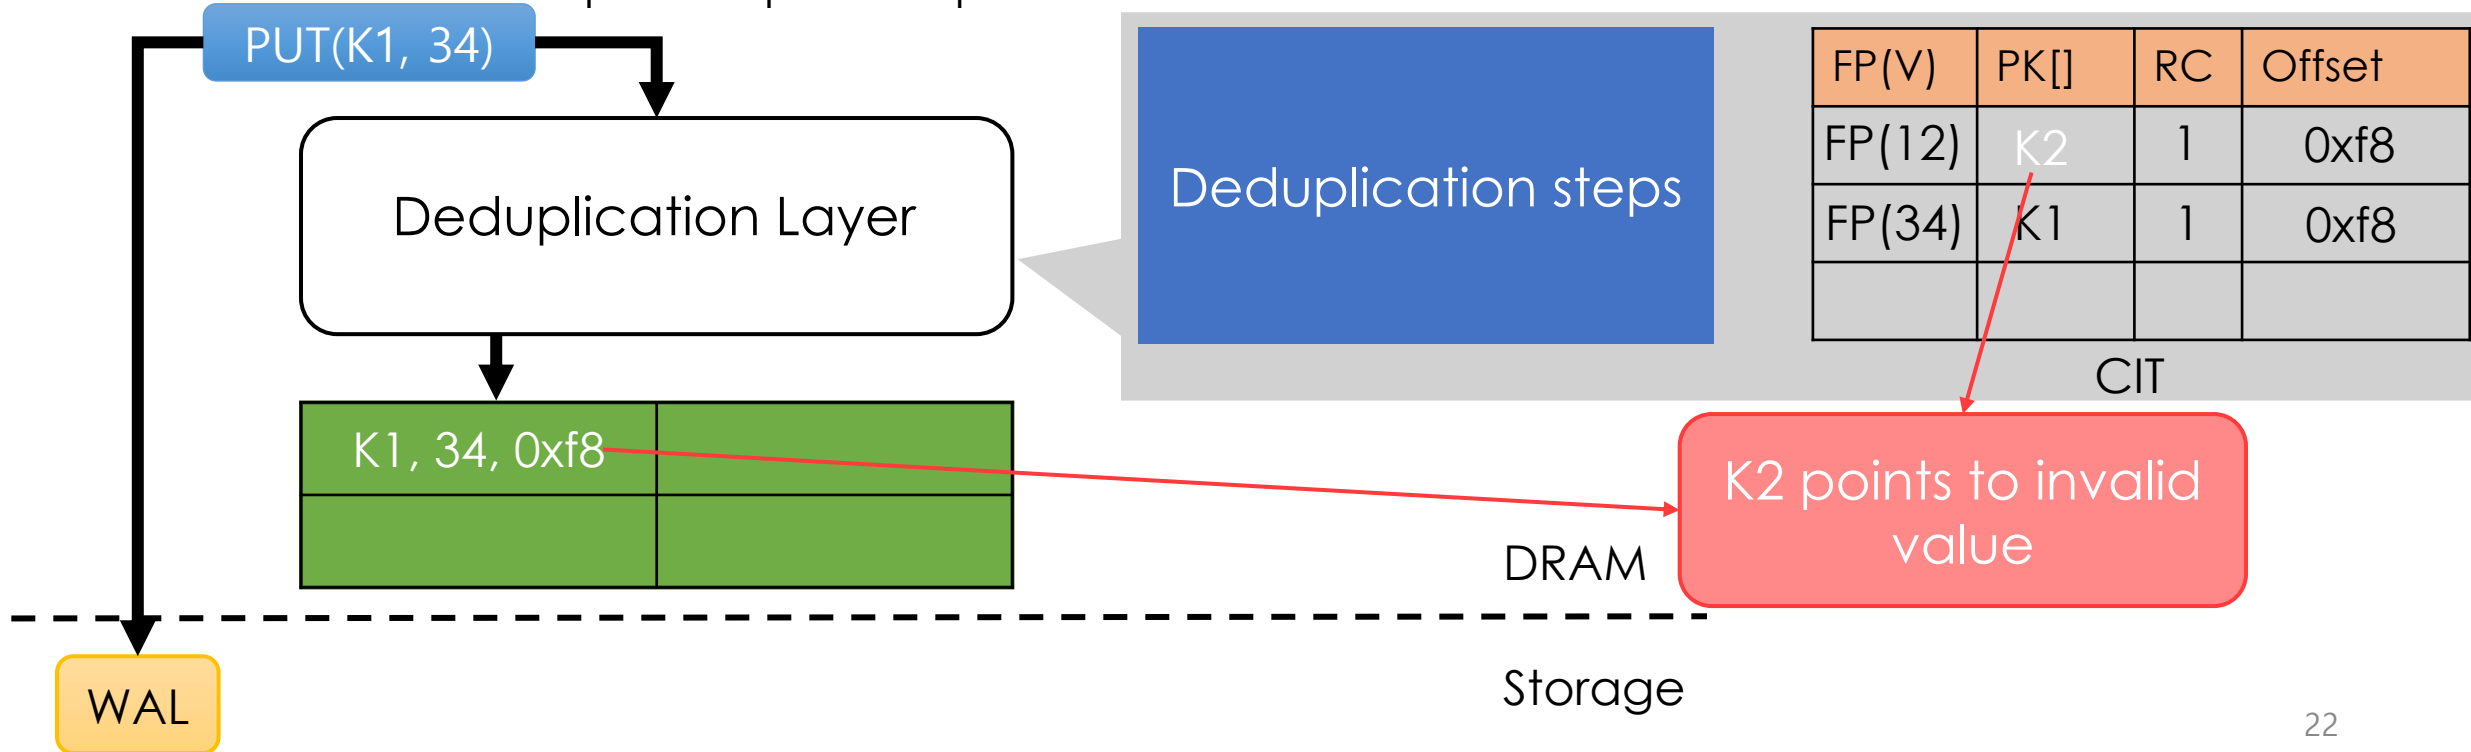 PUT(K1, 34)
Deduplication Layer
Deduplication steps
FP(V) PK[] RC Offset
FP(12) K2 1 0xf8
FP(34) K1 1 0xf8
CIT
K1, 34, 0xf8
K2 points to invalid
value
DRAM
Storage
WAL
22